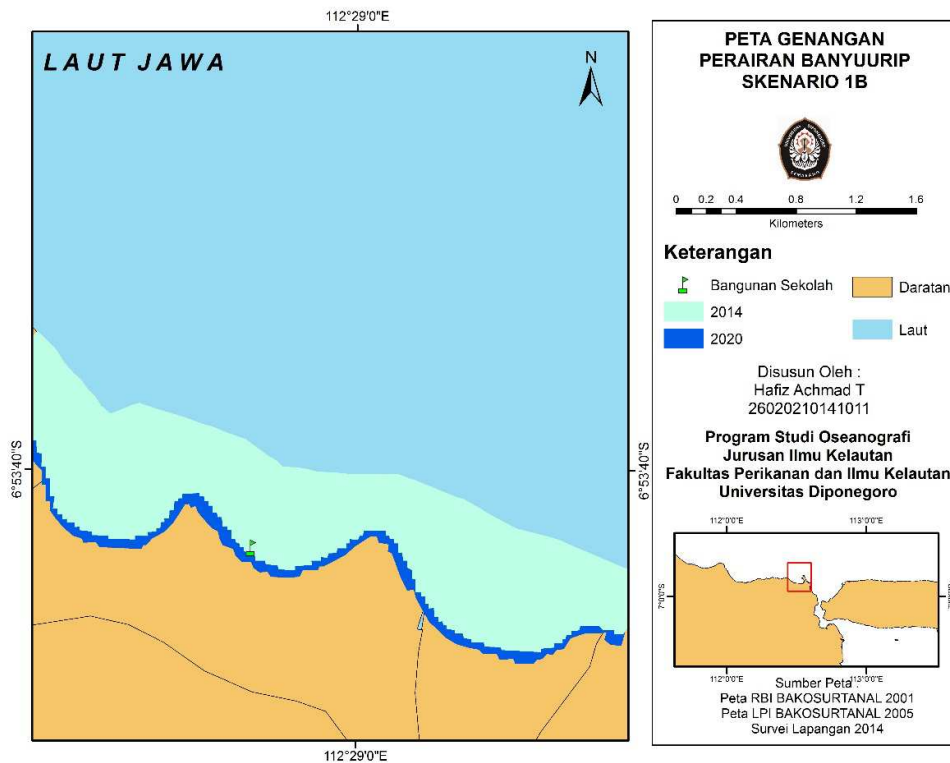 112°29'0"E
LAUT JAWA
N
6°53'40"S
6°53'40"S
112°29'0"E
PETA GENANGAN
PERAIRAN BANYUURIP
SKENARIO 1B
0 0.2 0.4 0.8 1.2 1.6
Kilometers
Keterangan
Bangunan Sekolah
Daratan
2014
Laut
2020
Disusun Oleh :
Hafiz Achmad T
26020210141011
Program Studi Oseanografi
Jurusan Ilmu Kelautan
Fakultas Perikanan dan Ilmu Kelautan
Universitas Diponegoro
112°0'0"E 113°0'0"E
7°0'0"S
112°0'0"E 113°0'0"E
Sumber Peta :
Peta RBI BAKOSURTANAL 2001
Peta LPI BAKOSURTANAL 2005
Survei Lapangan 2014